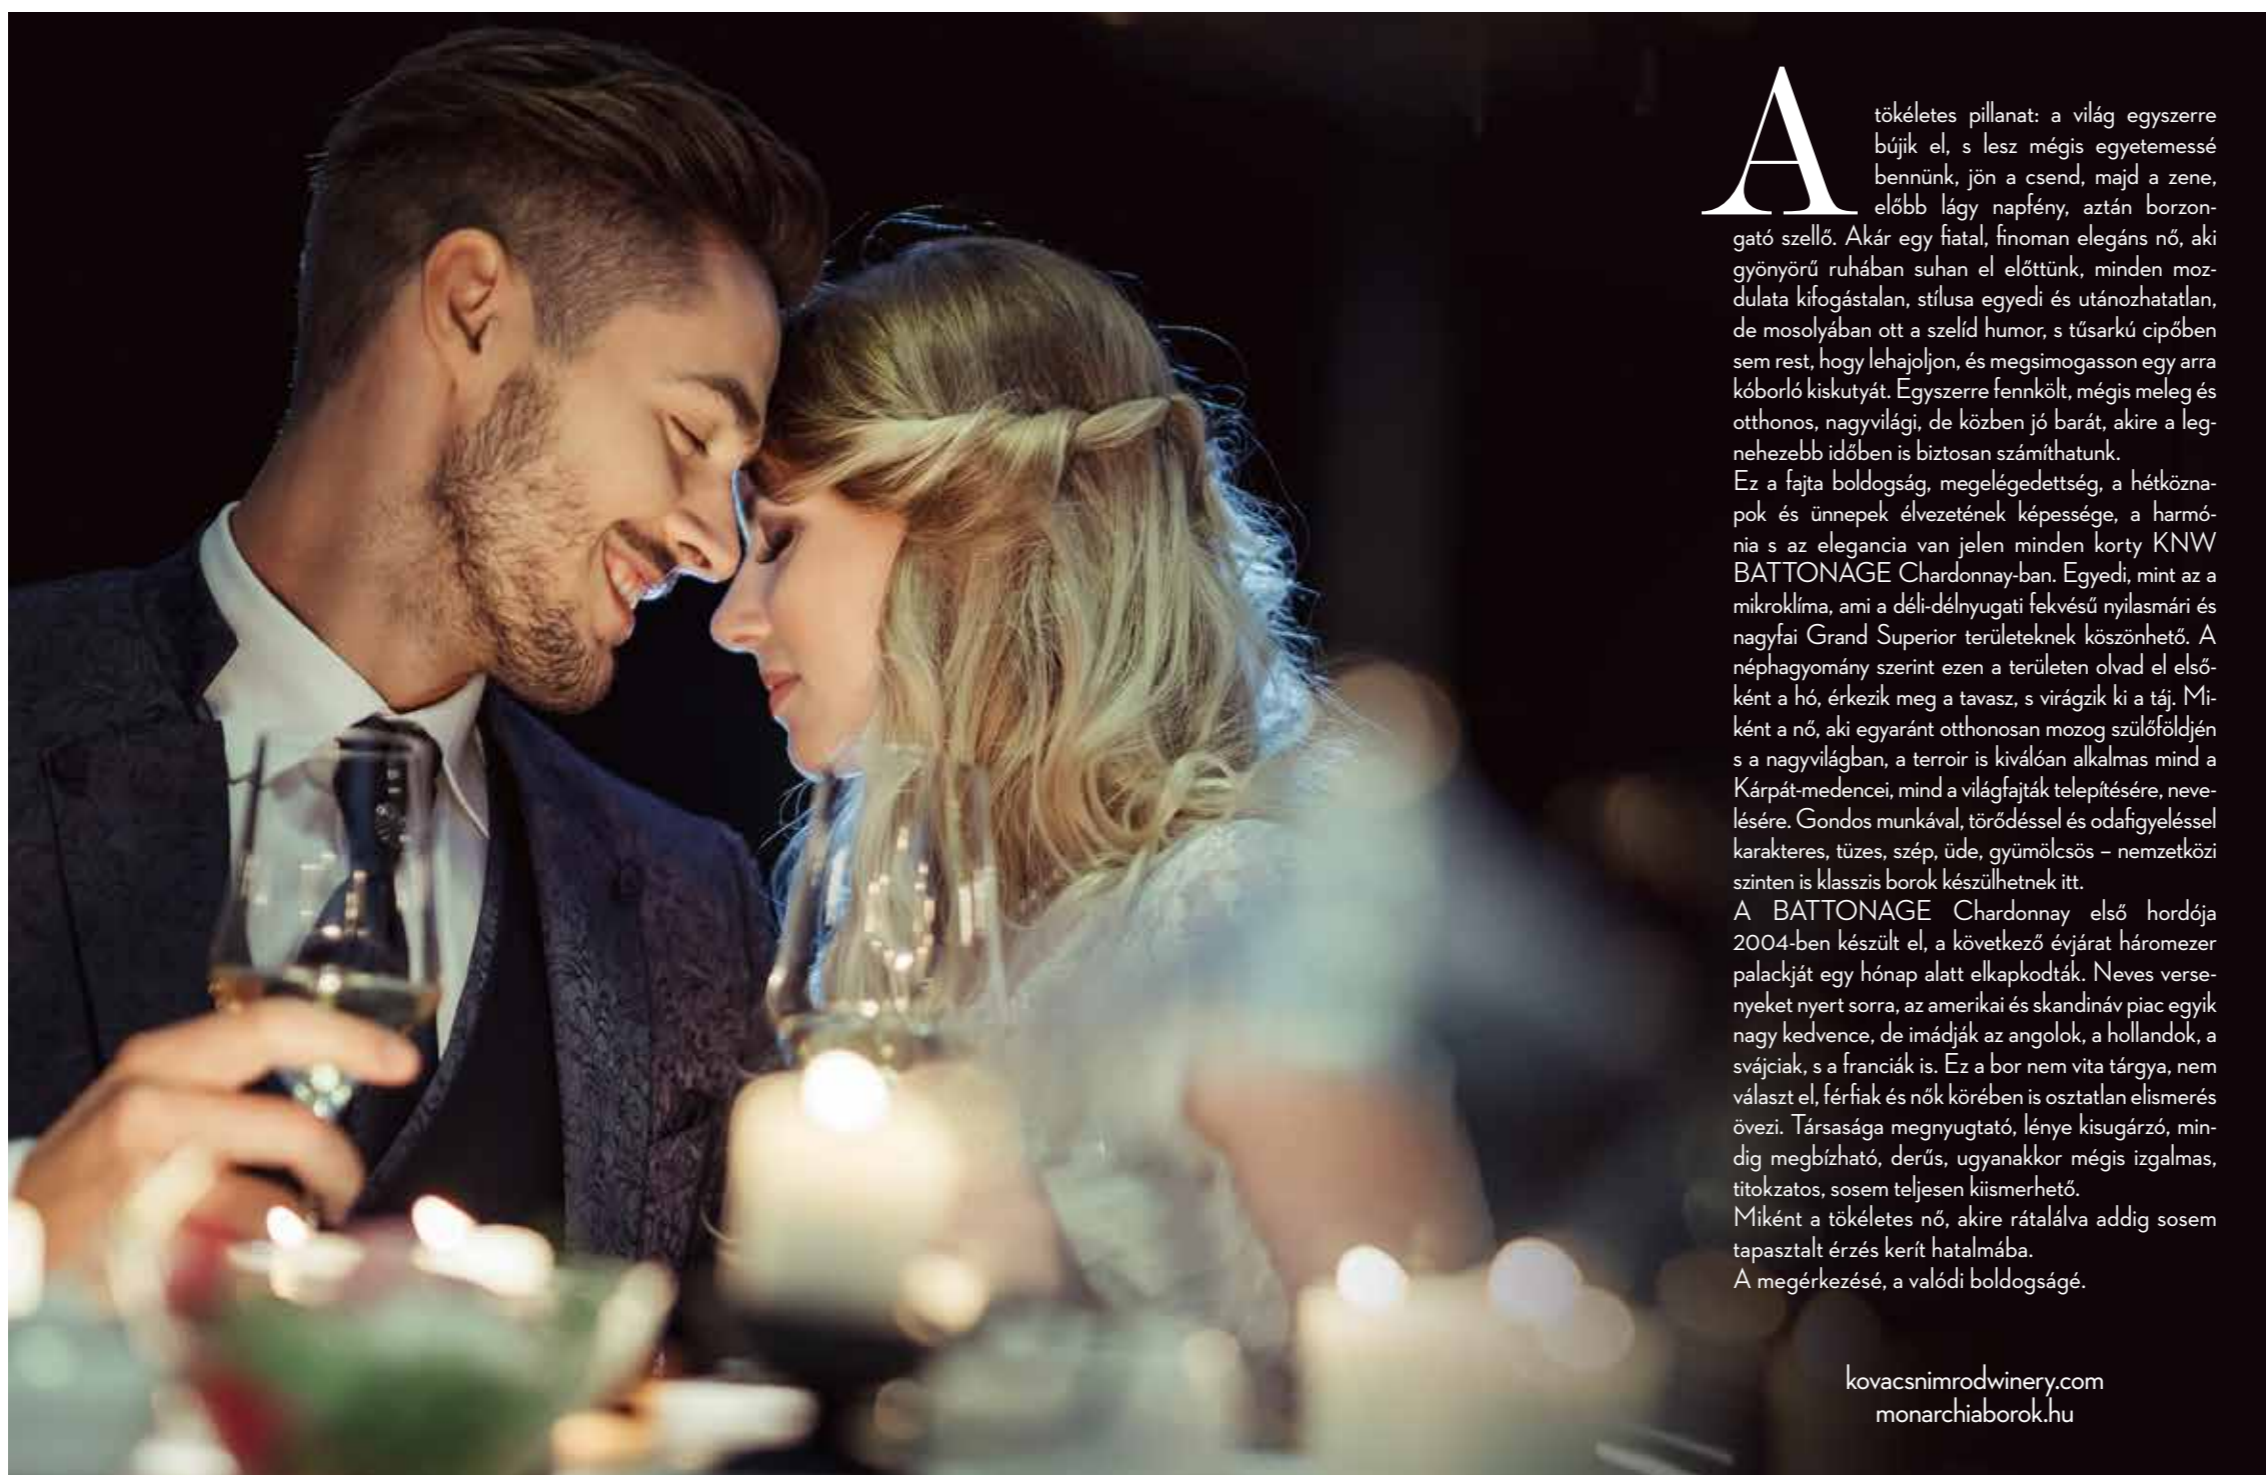 A tökéletes pillanat: a világ egyszerre
bújik el, s lesz mégis egyetemessé
bennünk, jön a csend, majd a zene,
előbb lágy napfény, aztán borzon-
gató szellő. Akár egy fiatal, finoman elegáns nő, aki
gyönyörű ruhában suhan el előttünk, minden moz-
dulata kifogástalan, stílusa egyedi és utánozhatatlan,
de mosolyában ott a szelíd humor, s tűsarkú cipőben
sem rest, hogy lehajoljon, és megsimogasson egy arra
kóborló kiskutyát. Egyszerre fennkölt, mégis meleg és
otthonos, nagyvilági, de közben jó barát, akire a leg-
nehezebb időben is biztosan számíthatunk.
Ez a fajta boldogság, megelégedettség, a hétközna-
pok és ünnepek élvezetének képessége, a harmó-
nia s az elegancia van jelen minden korty KNW
BATTONAGE Chardonnay-ban. Egyedi, mint az a
mikroklíma, ami a déli-délnyugati fekvésű nyilasmári és
nagyfai Grand Superior területeknek köszönhető. A
néphagyomány szerint ezen a területen olvad el első-
ként a hó, érkezik meg a tavasz, s virágzik ki a táj. Mi-
ként a nő, aki egyaránt otthonosan mozog szülőföldjén
s a nagyvilágban, a terroir is kiválóan alkalmas mind a
Kárpát-medencei, mind a világfajták telepítésére, neve-
lésére. Gondos munkával, törődéssel és odafigyeléssel
karakteres, tüzes, szép, üde, gyümölcsös – nemzetközi
szinten is klasszis borok készülhetnek itt.
A BATTONAGE Chardonnay első hordója
2004-ben készült el, a következő évjárat háromezer
palackját egy hónap alatt elkapkodták. Neves verse-
nyeket nyert sorra, az amerikai és skandináv piac egyik
nagy kedvence, de imádják az angolok, a hollandok, a
svájciak, s a franciák is. Ez a bor nem vita tárgya, nem
választ el, férfiak és nők körében is osztatlan elismerés
övezi. Társasága megnyugtató, lénye kisugárzó, min-
dig megbízható, derűs, ugyanakkor mégis izgalmas,
titokzatos, sosem teljesen kiismerhető.
Miként a tökéletes nő, akire rátalálva addig sosem
tapasztalt érzés kerít hatalmába.
A megérkezésé, a valódi boldogságé.
kovacsnimrodwinery.com
monarchiaborok.hu